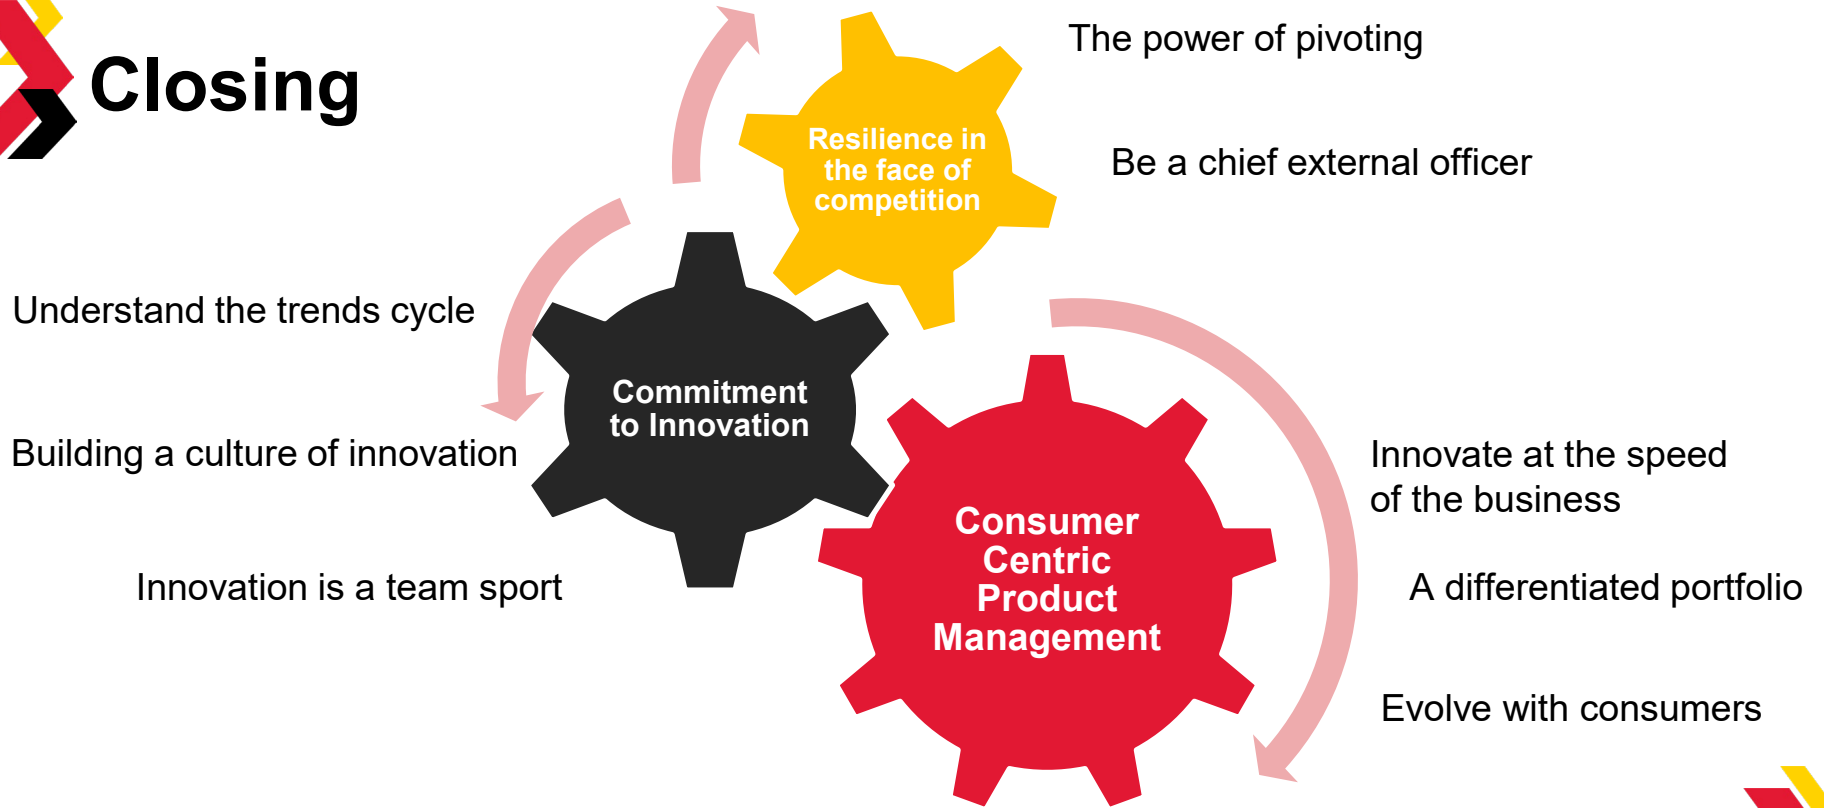 Closing
The power of pivoting
Be a chief external officer
Resilience in
the face of
competition
Understand the trends cycle
Building a culture of innovation
Innovation is a team sport
Commitment
to Innovation
Consumer
Centric
Product
Management
Innovate at the speed
of the business
A differentiated portfolio
Evolve with consumers